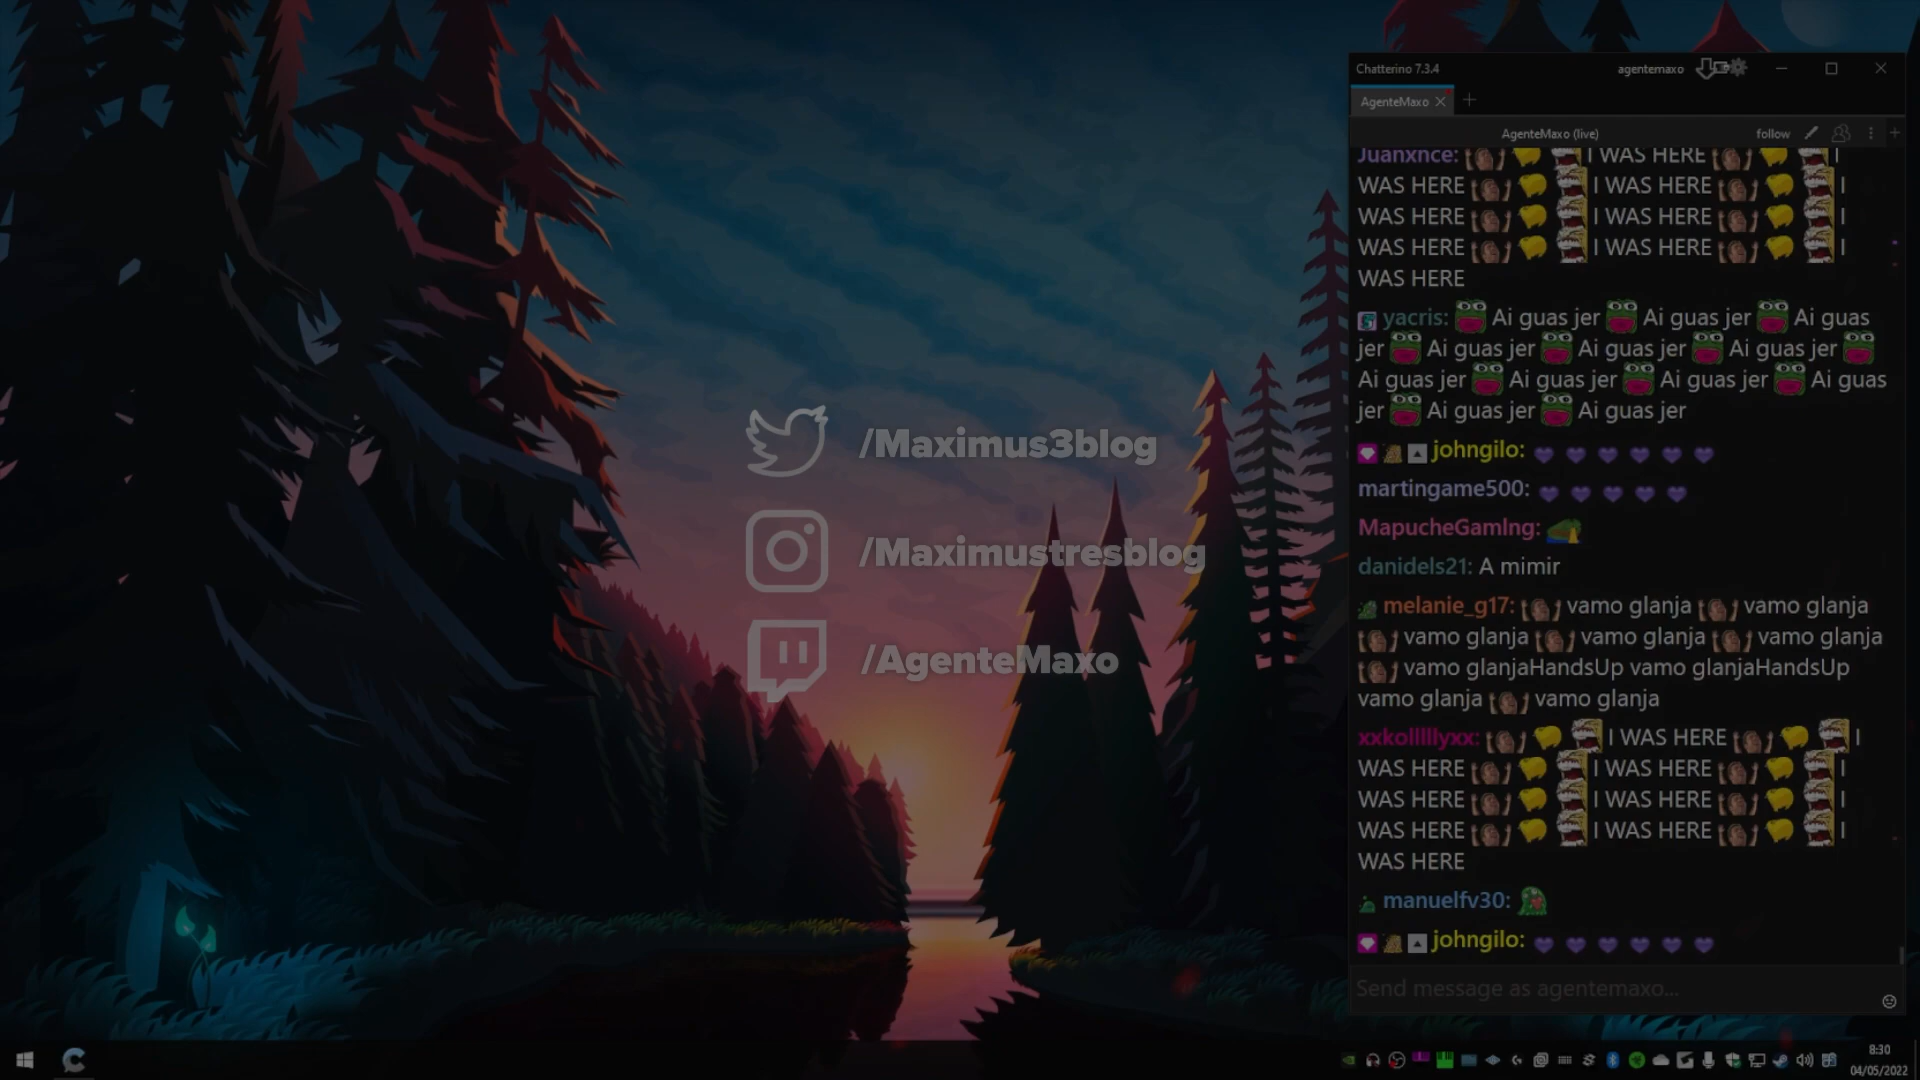 Chatterino 7.3.4
agentemaxo
AgenteMaxo
AgenteMaxo (live)
follow
Juanxnce: I WAS HERE I
WAS HERE I WAS HERE I
WAS HERE I WAS HERE I
WAS HERE I WAS HERE I
WAS HERE
yacris: Ai guas jer Ai guas jer Ai guas
jer Ai guas jer Ai guas jer Ai guas jer
Ai guas jer Ai guas jer Ai guas jer Ai guas
jer Ai guas jer Ai guas jer
johngilo:
martingame500:
MapucheGamIng:
danidels21: A mimir
melanie_g17: vamo glanja vamo glanja
vamo glanja vamo glanja vamo glanja
vamo glanjaHandsUp vamo glanjaHandsUp
vamo glanja vamo glanja
xxkolllllyxx: I WAS HERE I
WAS HERE I WAS HERE I
WAS HERE I WAS HERE I
WAS HERE I WAS HERE I
WAS HERE
manuelfv30:
johngilo:
Send message as agentemaxo...
/Maximus3blog
/Maximustresblog
/AgenteMaxo
8:30
04/05/2022